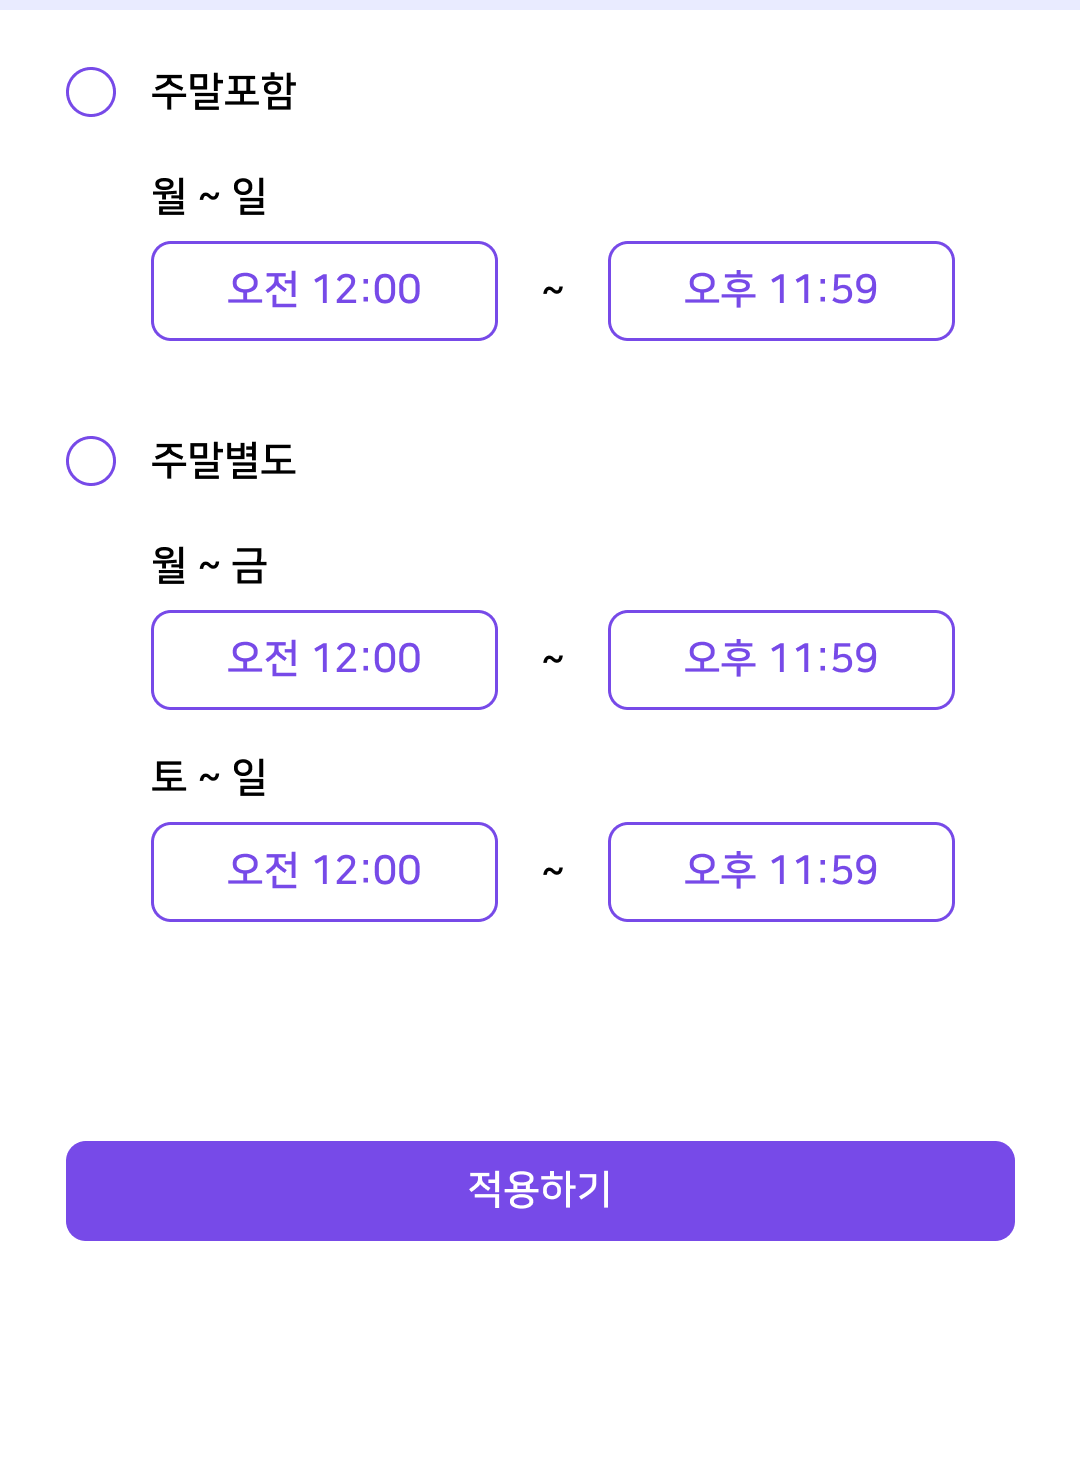 주말포함
월 ~ 일
오전 12:00 ~ 오후 11:59
주말별도
월 ~ 금
오전 12:00 ~ 오후 11:59
토 ~ 일
오전 12:00 ~ 오후 11:59
적용하기